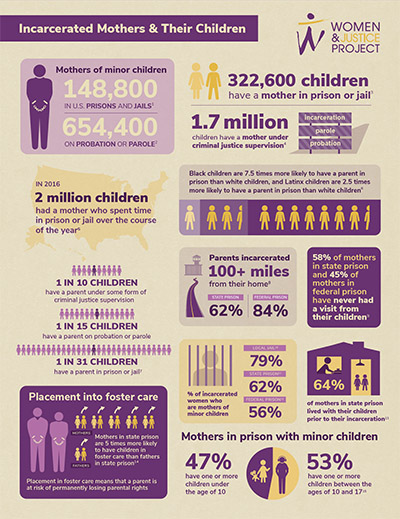 Incarcerated Mothers & Their Children
WOMEN
&JUSTICE
PROJECT
Mothers of minor children
148,800
IN U.S. PRISONS AND JAILS¹
654,400
ON PROBATION OR PAROLE²
322,600 children
have a mother in prison or jail³
1.7 million
children have a mother under
criminal justice supervision⁴
incarceration
parole
probation
Black children are 7.5 times more likely to have a parent in
prison than white children, and Latinx children are 2.5 times
more likely to have a parent in prison than white children⁵
IN 2016
2 million children
had a mother who spent time
in prison or jail over the course
of the year⁶
1 IN 10 CHILDREN
have a parent under some form of
criminal justice supervision
1 IN 15 CHILDREN
have a parent on probation or parole
1 IN 31 CHILDREN
have a parent in prison or jail⁷
Parents incarcerated
100+ miles
from their home⁸
STATE PRISON
62%
FEDERAL PRISON
84%
58% of mothers
in state prison
and 45% of
mothers in
federal prison
have never had
a visit from
their children⁹
% of incarcerated
women who
are mothers of
minor children
LOCAL JAIL¹⁰
79%
STATE PRISON¹¹
62%
FEDERAL PRISON¹²
56%
64%
of mothers in state prison
lived with their children
prior to their incarceration¹³
Placement into foster care
MOTHERS
FATHERS
Mothers in state prison
are 5 times more likely
to have children in
foster care than fathers
in state prison¹⁴
Placement in foster care means that a parent is
at risk of permanently losing parental rights
Mothers in prison with minor children
47%
have one or more
children under
the age of 10
53%
have one or more
children between the
ages of 10 and 17¹⁵